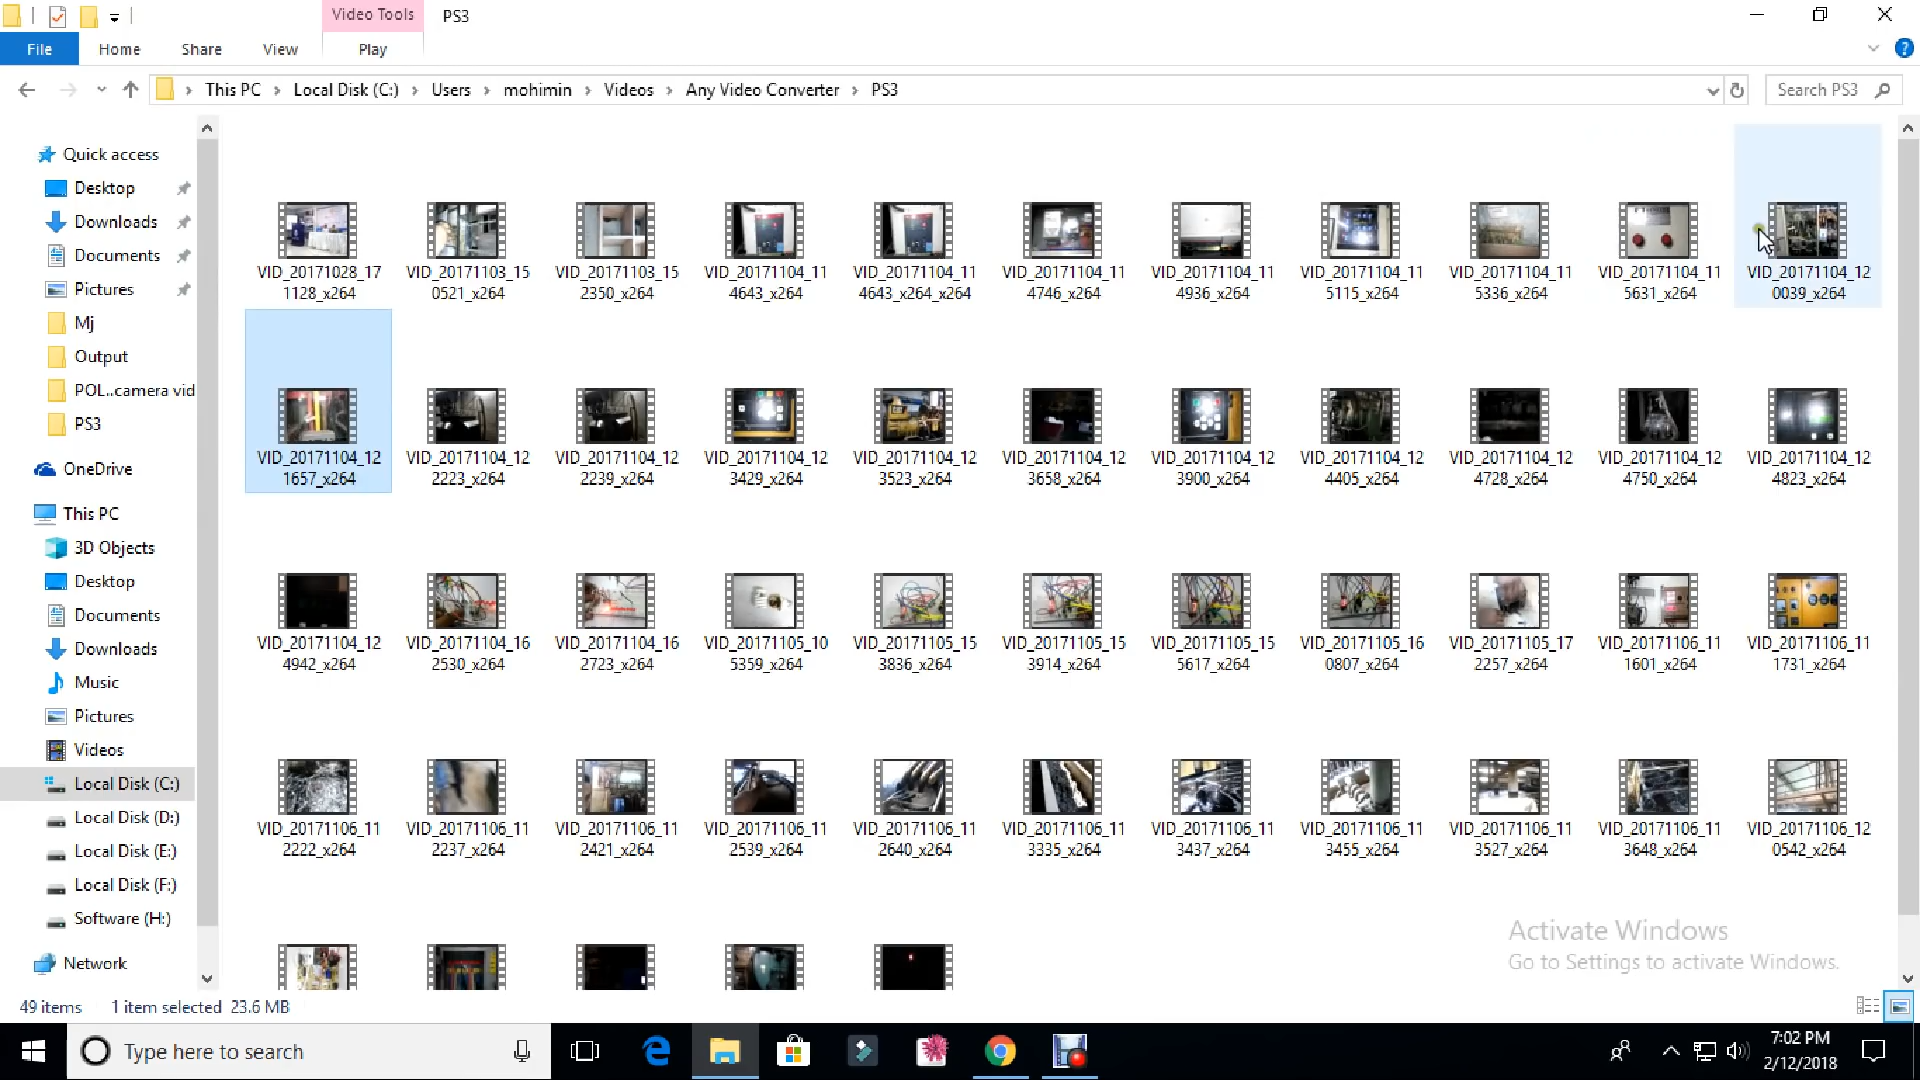 Video Tools
PS3
File
Home
Share
View
Play
This PC
Local Disk (C:)
Users
mohimin
Videos
Any Video Converter
PS3
Search PS3
Quick access
Desktop
Downloads
Documents
Pictures
Mj
Output
POL..camera vid
PS3
OneDrive
This PC
3D Objects
Desktop
Documents
Downloads
Music
Pictures
Videos
Local Disk (C:)
Local Disk (D:)
Local Disk (E:)
Local Disk (F:)
Software (H:)
Network
VID_20171028_17
1128_x264
VID_20171103_15
0521_x264
VID_20171103_15
2350_x264
VID_20171104_11
4643_x264
VID_20171104_11
4643_x264_x264
VID_20171104_11
4746_x264
VID_20171104_11
4936_x264
VID_20171104_11
5115_x264
VID_20171104_11
5336_x264
VID_20171104_11
5631_x264
VID_20171104_12
0039_x264
VID_20171104_12
1657_x264
VID_20171104_12
2223_x264
VID_20171104_12
2239_x264
VID_20171104_12
3429_x264
VID_20171104_12
3523_x264
VID_20171104_12
3658_x264
VID_20171104_12
3900_x264
VID_20171104_12
4405_x264
VID_20171104_12
4728_x264
VID_20171104_12
4750_x264
VID_20171104_12
4823_x264
VID_20171104_12
4942_x264
VID_20171104_16
2530_x264
VID_20171104_16
2723_x264
VID_20171105_10
5359_x264
VID_20171105_15
3836_x264
VID_20171105_15
3914_x264
VID_20171105_15
5617_x264
VID_20171105_16
0807_x264
VID_20171105_17
2257_x264
VID_20171106_11
1601_x264
VID_20171106_11
1731_x264
VID_20171106_11
2222_x264
VID_20171106_11
2237_x264
VID_20171106_11
2421_x264
VID_20171106_11
2539_x264
VID_20171106_11
2640_x264
VID_20171106_11
3335_x264
VID_20171106_11
3437_x264
VID_20171106_11
3455_x264
VID_20171106_11
3527_x264
VID_20171106_11
3648_x264
VID_20171106_12
0542_x264
Activate Windows
Go to Settings to activate Windows.
49 items
1 item selected 23.6 MB
Type here to search
7:02 PM
2/12/2018